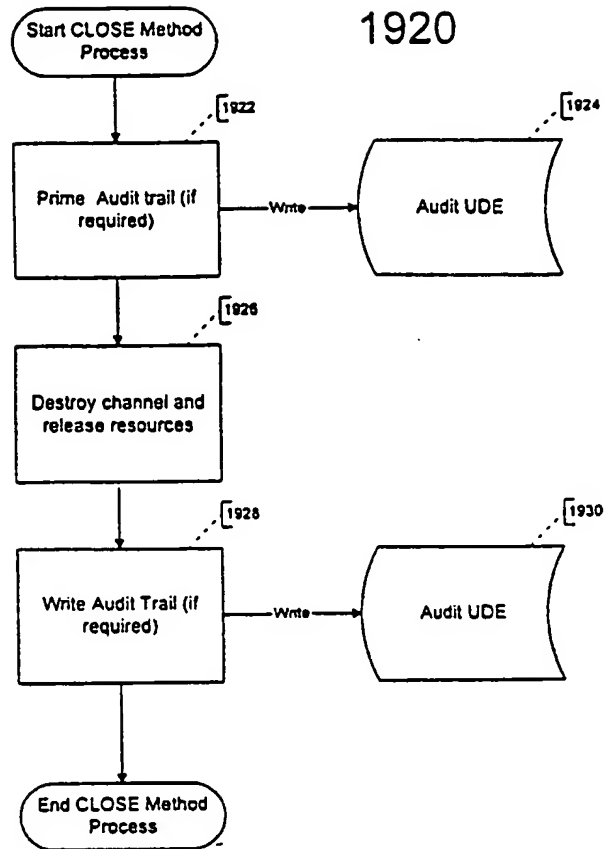 Start CLOSE Method
Process
1920
1922
Prime Audit trail (if
required)
Write
1924
Audit UDE
1926
Destroy channel and
release resources
1928
Write Audit Trail (if
required)
Write
1930
Audit UDE
End CLOSE Method
Process